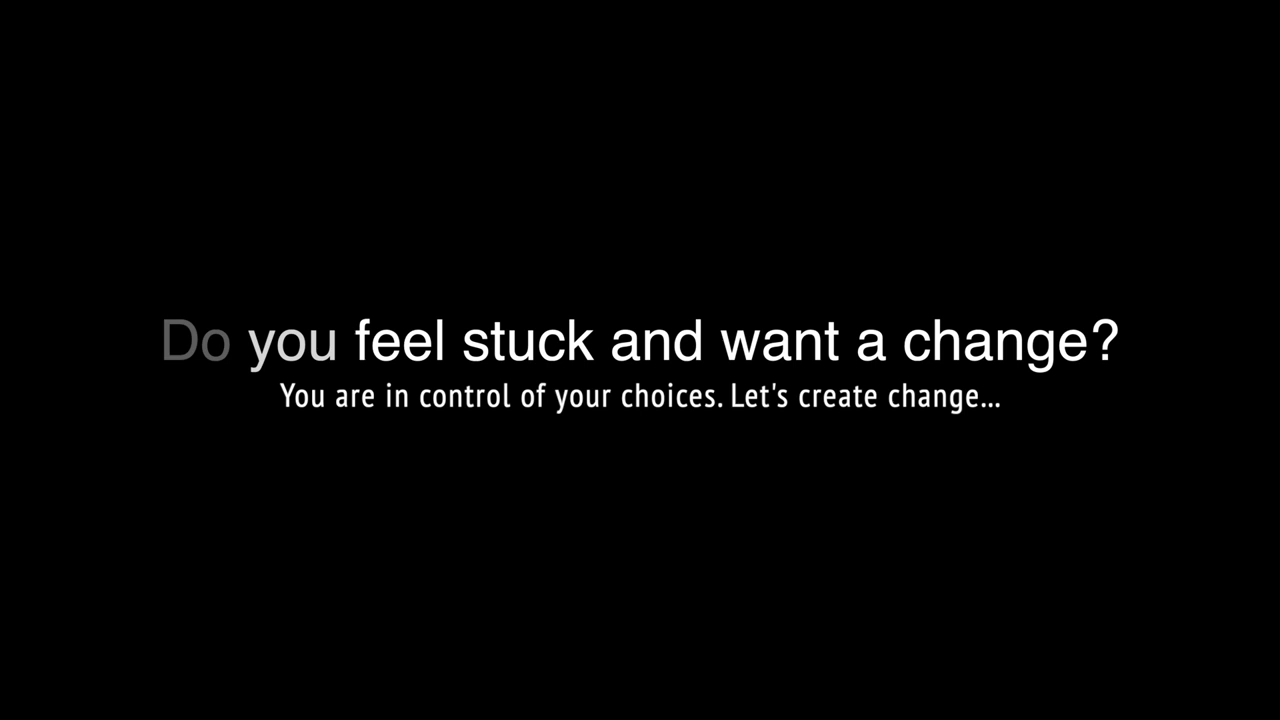 Do you feel stuck and want a change?
You are in control of your choices. Let's create change...